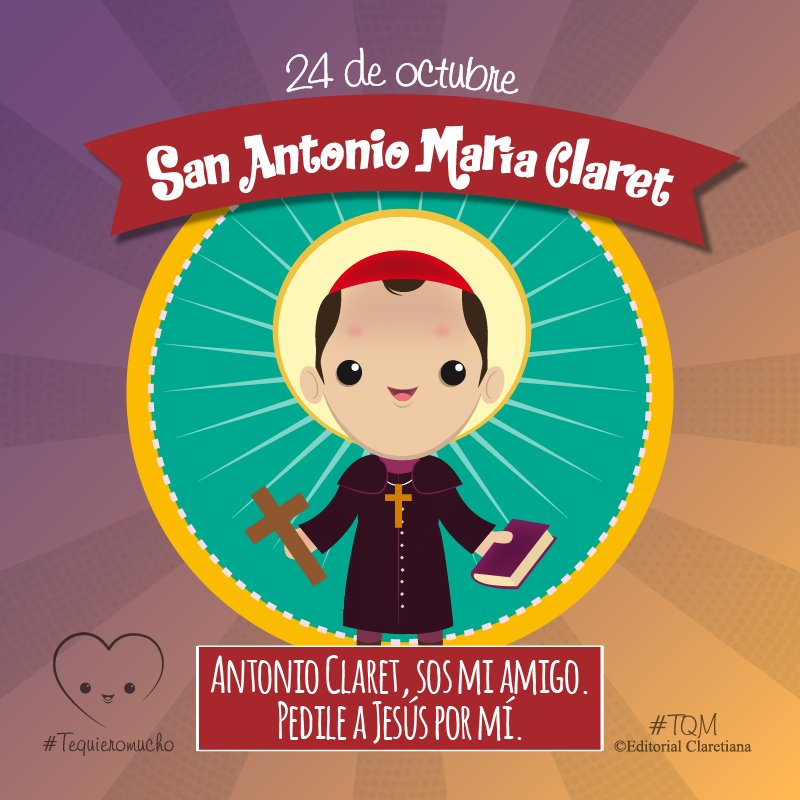 24 de octubre
San Antonio María Claret
ANTONIO CLARET, SOS MI AMIGO.
PEDILE A JESÚS POR MÍ.
#Tequieromucho
#TQM
©Editorial Claretiana